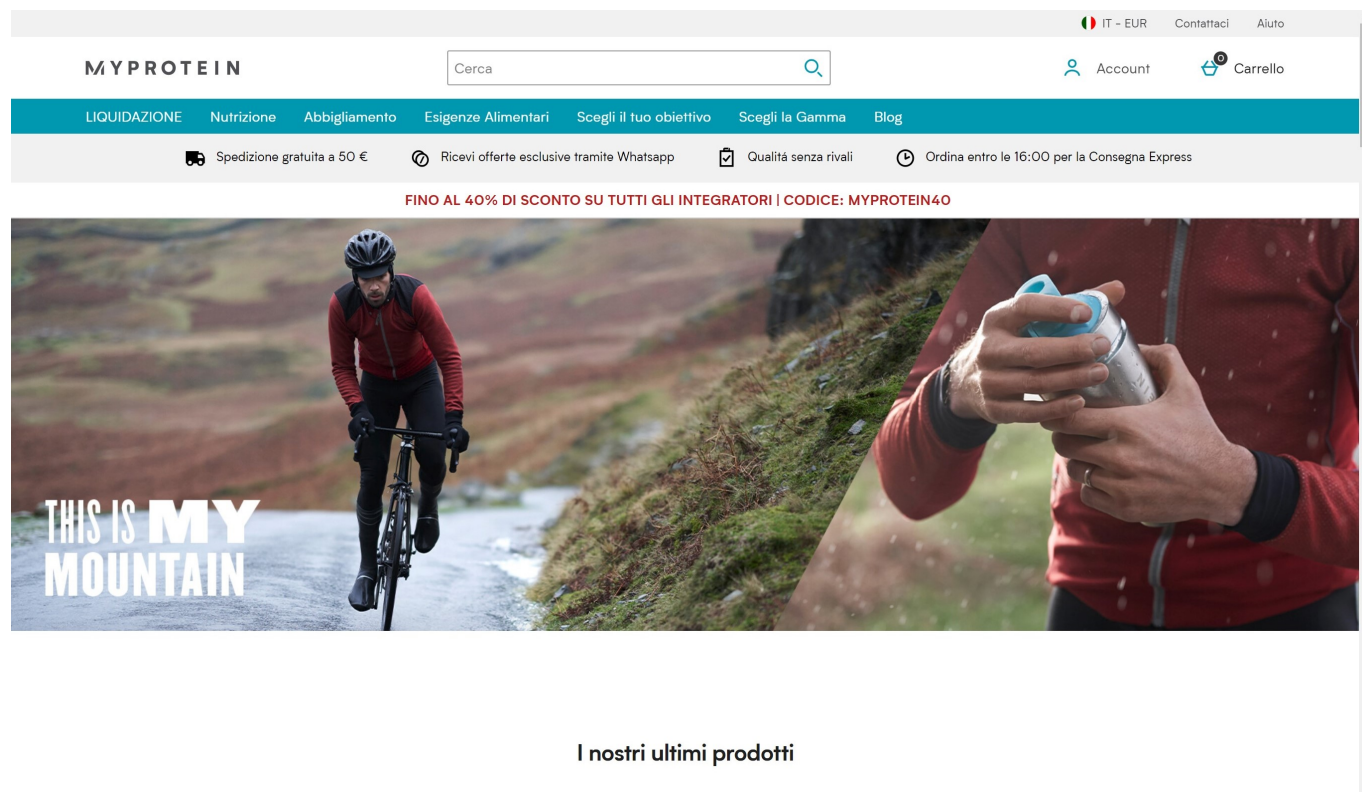 IT - EUR Contattaci Aiuto
MYPROTEIN Cerca Account 0 Carrello
LIQUIDAZIONE Nutrizione Abbigliamento Esigenze Alimentari Scegli il tuo obiettivo Scegli la Gamma Blog
Spedizione gratuita a 50 € Ricevi offerte esclusive tramite Whatsapp Qualitá senza rivali Ordina entro le 16:00 per la Consegna Express
FINO AL 40% DI SCONTO SU TUTTI GLI INTEGRATORI | CODICE: MYPROTEIN40
THIS IS MY
MOUNTAIN
I nostri ultimi prodotti